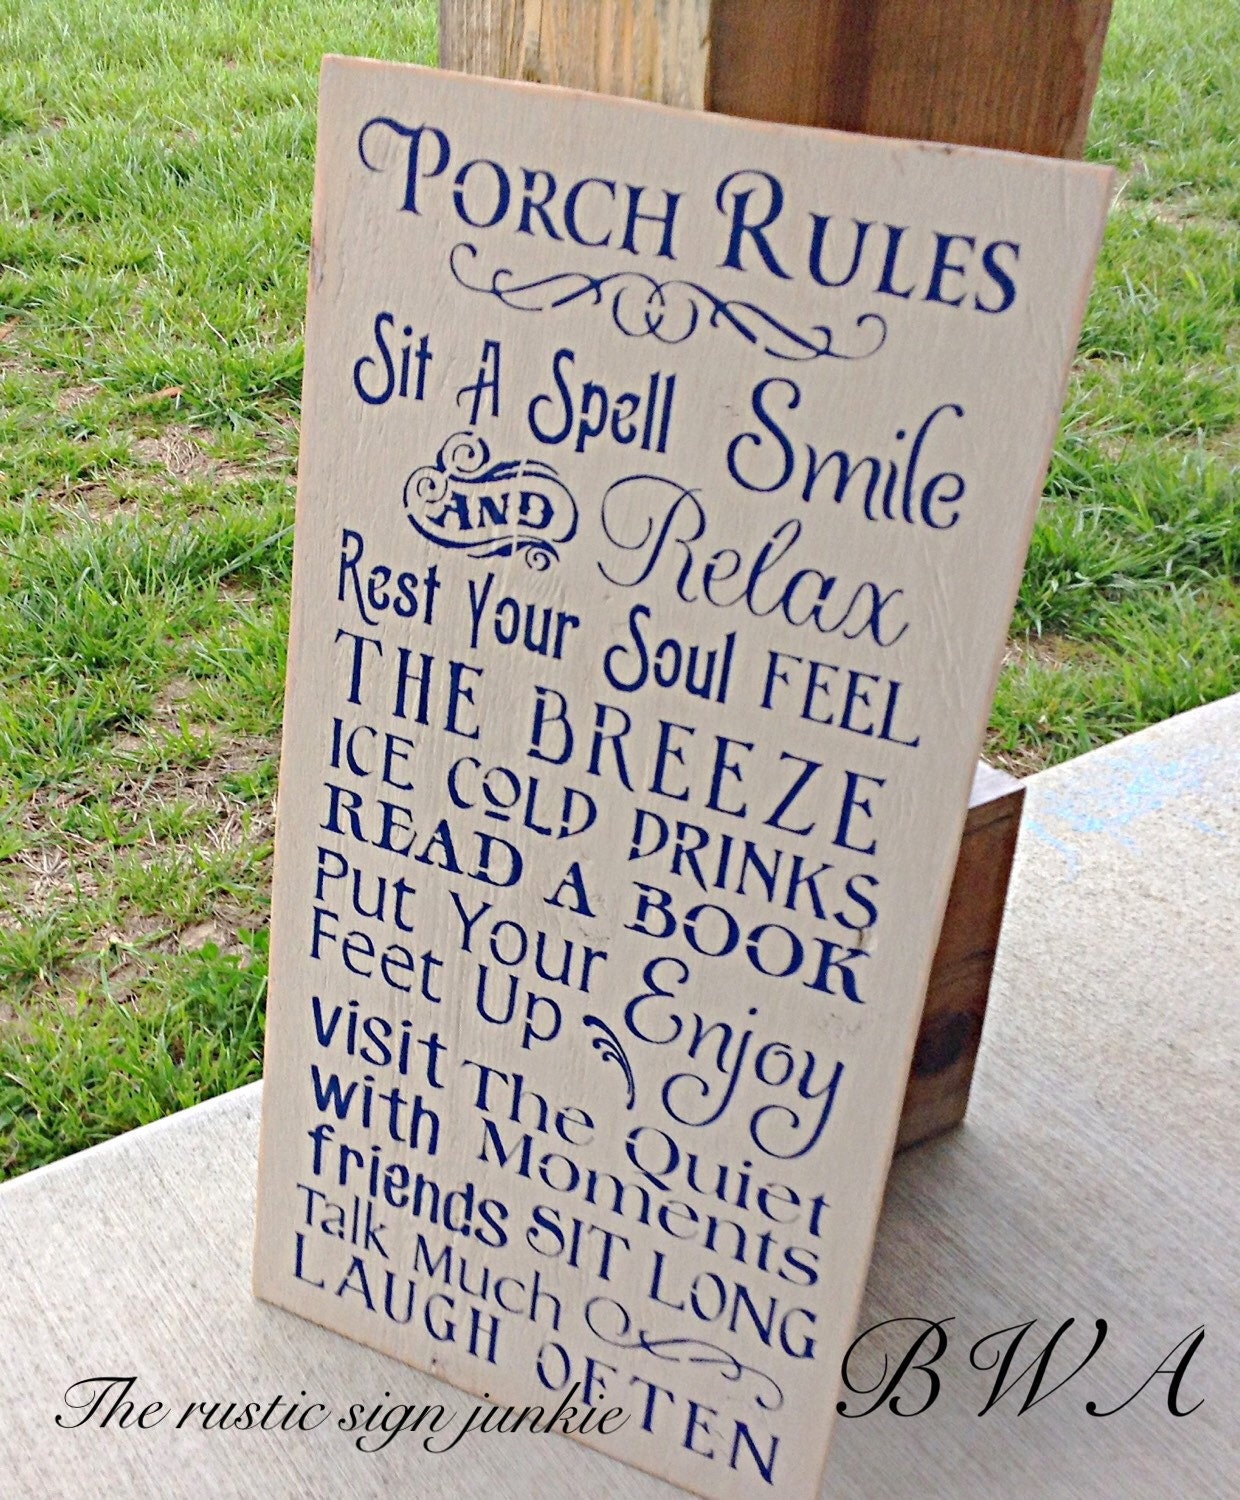 PORCH RULES
Sit A Spell Smile
AND Relax
Rest Your Soul FEEL
THE BREEZE
ICE COLD DRINKS
READ A BOOK
Put Your Enjoy
Feet Up
visit The Quiet
with Moments
friends SIT LONG
Talk Much
LAUGH OFTEN
The rustic sign junkie
BWA